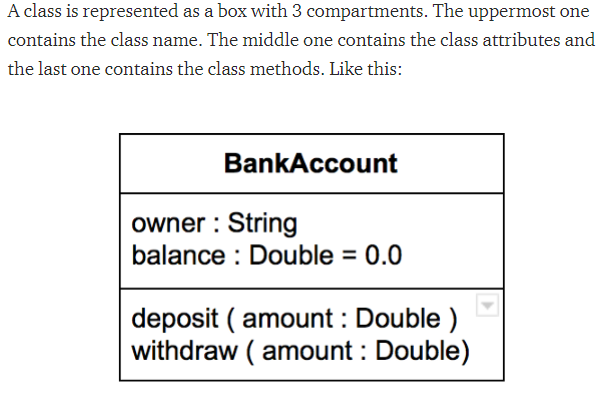 A class is represented as a box with 3 compartments. The uppermost one
contains the class name. The middle one contains the class attributes and
the last one contains the class methods. Like this:
BankAccount
owner : String
balance : Double = 0.0
deposit ( amount : Double )
withdraw ( amount : Double)